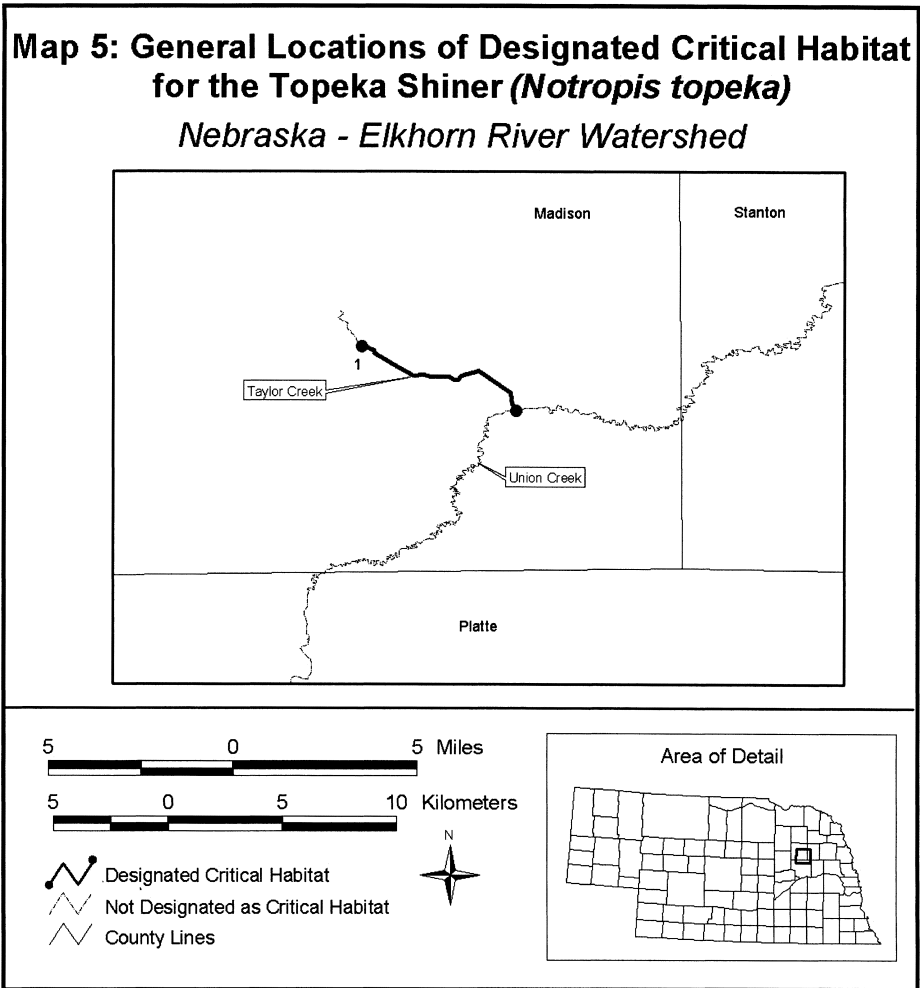 Map 5: General Locations of Designated Critical Habitat
for the Topeka Shiner (Notropis topeka)
Nebraska - Elkhorn River Watershed
Madison
Stanton
1
Taylor Creek
Union Creek
Platte
5 0 5 Miles
5 0 5 10 Kilometers
N
Designated Critical Habitat
Not Designated as Critical Habitat
County Lines
Area of Detail